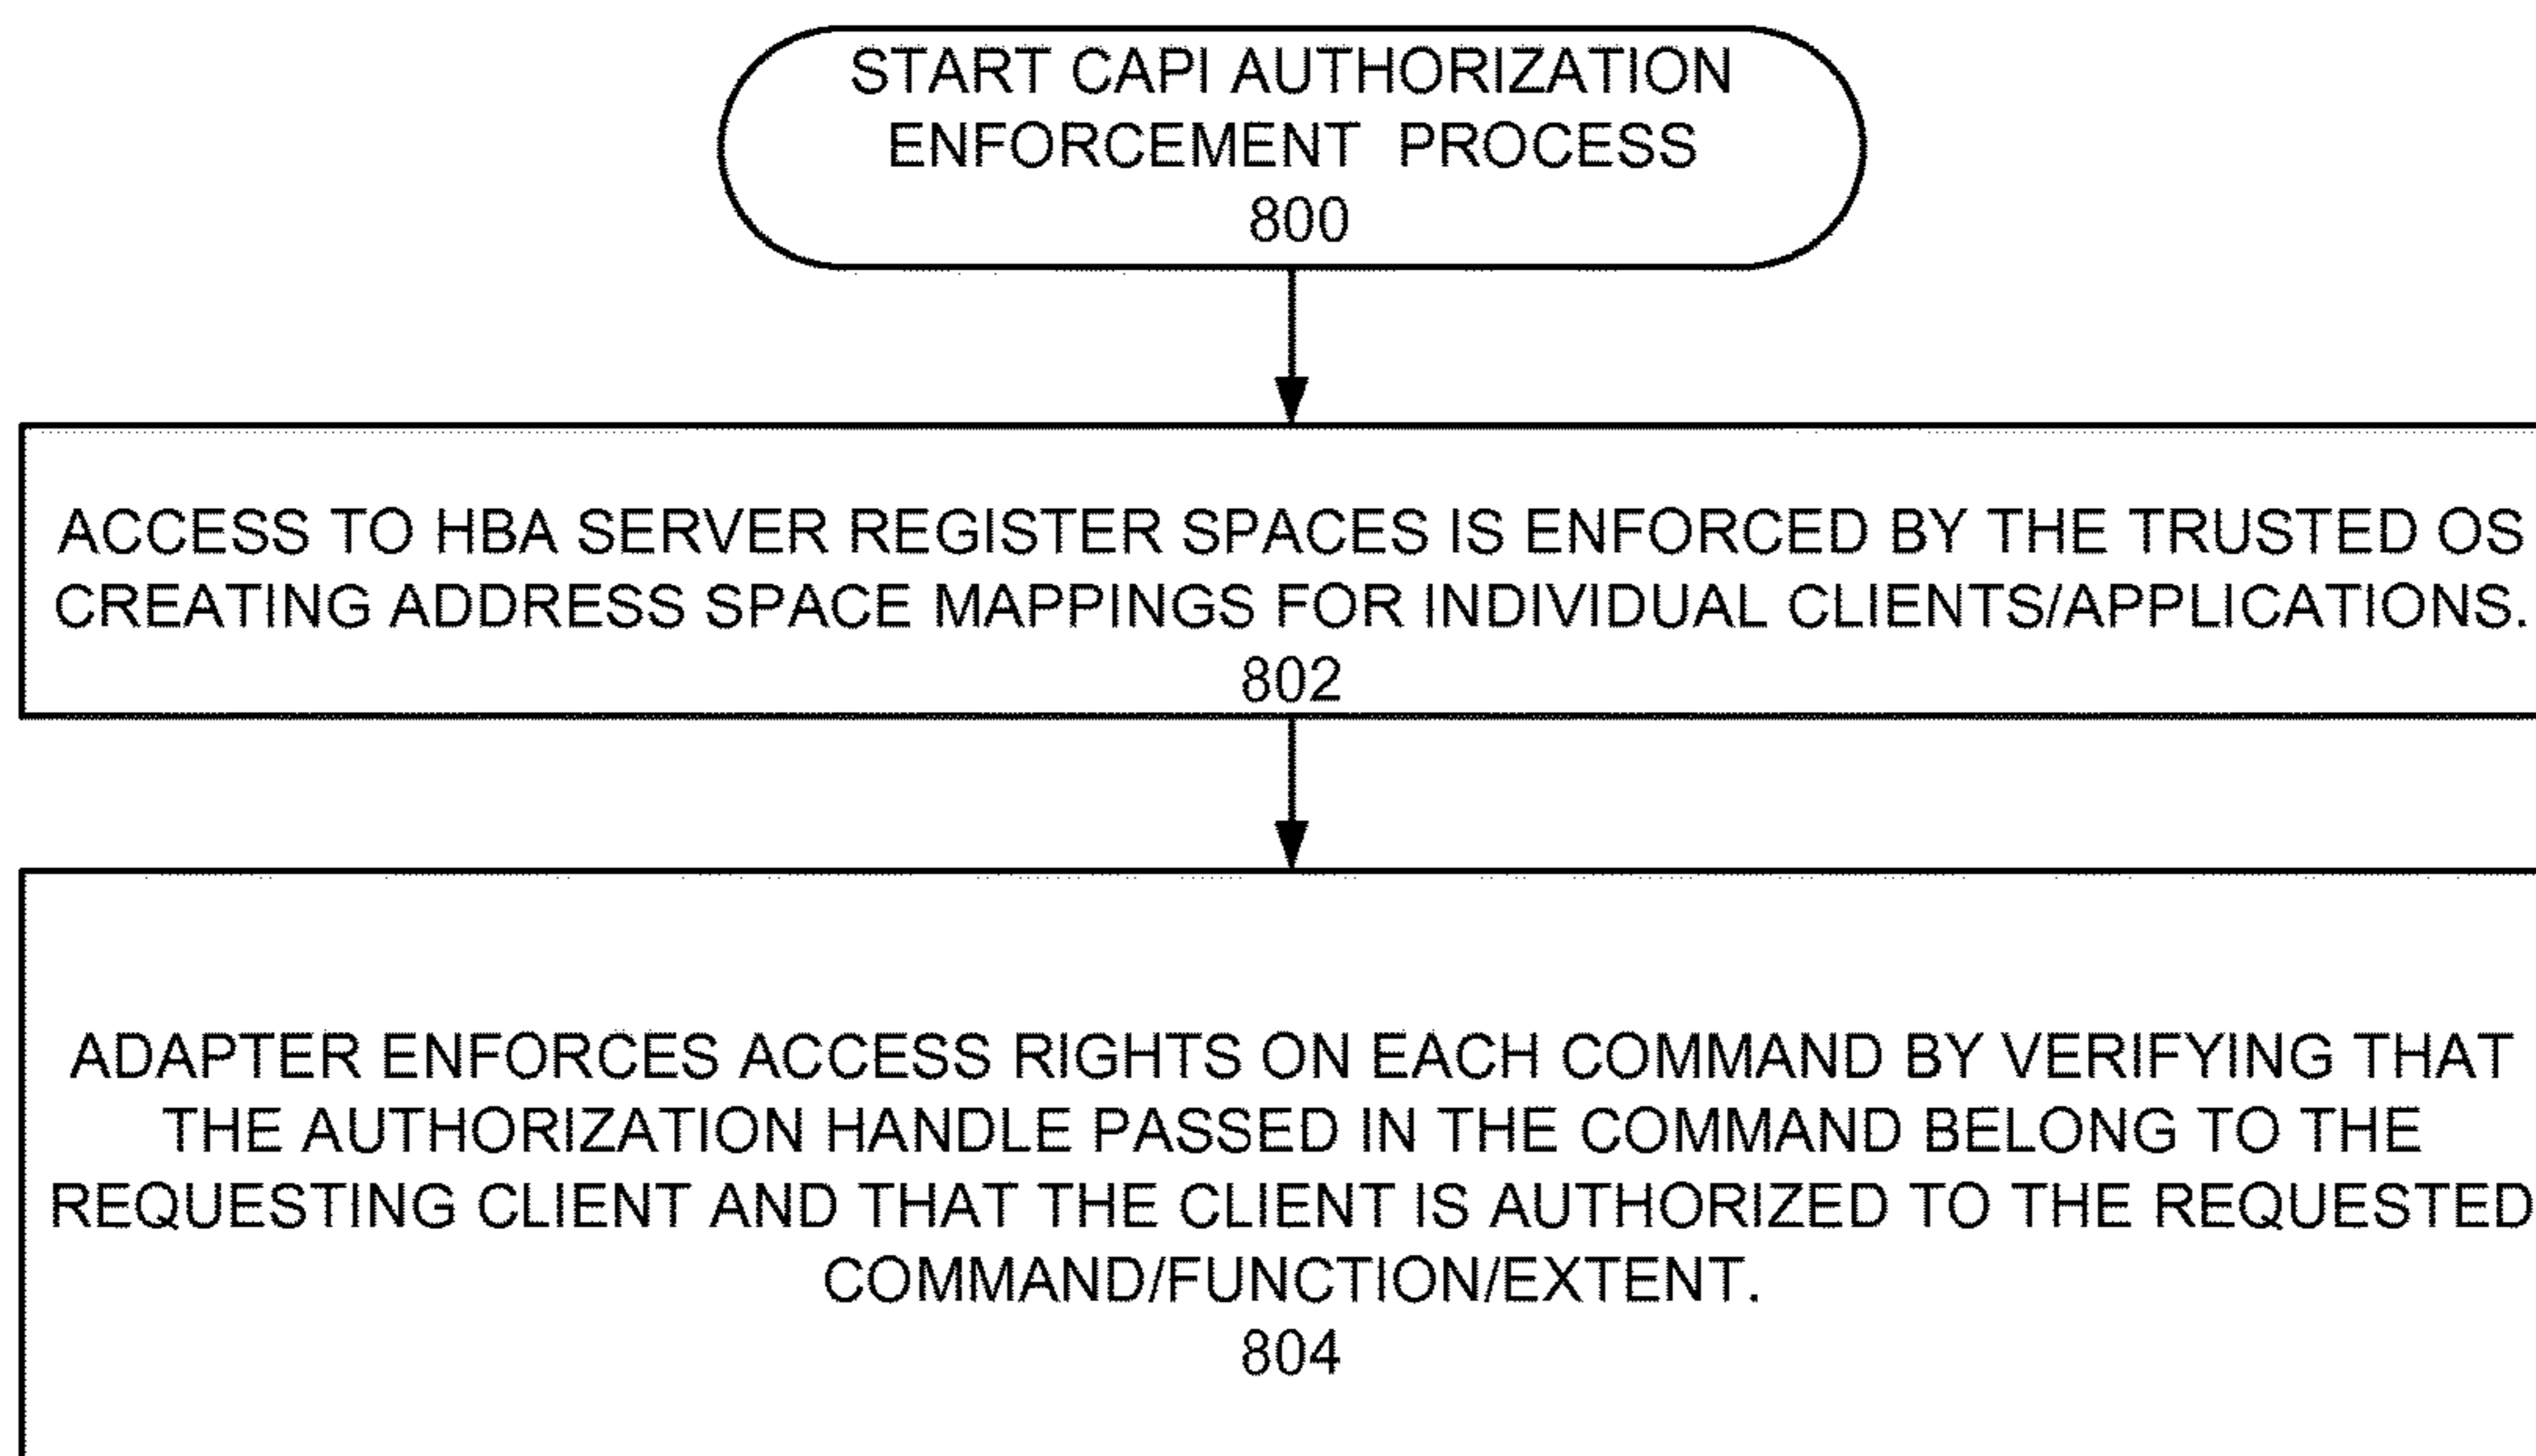 START CAPI AUTHORIZATION
ENFORCEMENT PROCESS
800
ACCESS TO HBA SERVER REGISTER SPACES IS ENFORCED BY THE TRUSTED OS
CREATING ADDRESS SPACE MAPPINGS FOR INDIVIDUAL CLIENTS/APPLICATIONS.
802
ADAPTER ENFORCES ACCESS RIGHTS ON EACH COMMAND BY VERIFYING THAT
THE AUTHORIZATION HANDLE PASSED IN THE COMMAND BELONG TO THE
REQUESTING CLIENT AND THAT THE CLIENT IS AUTHORIZED TO THE REQUESTED
COMMAND/FUNCTION/EXTENT.
804